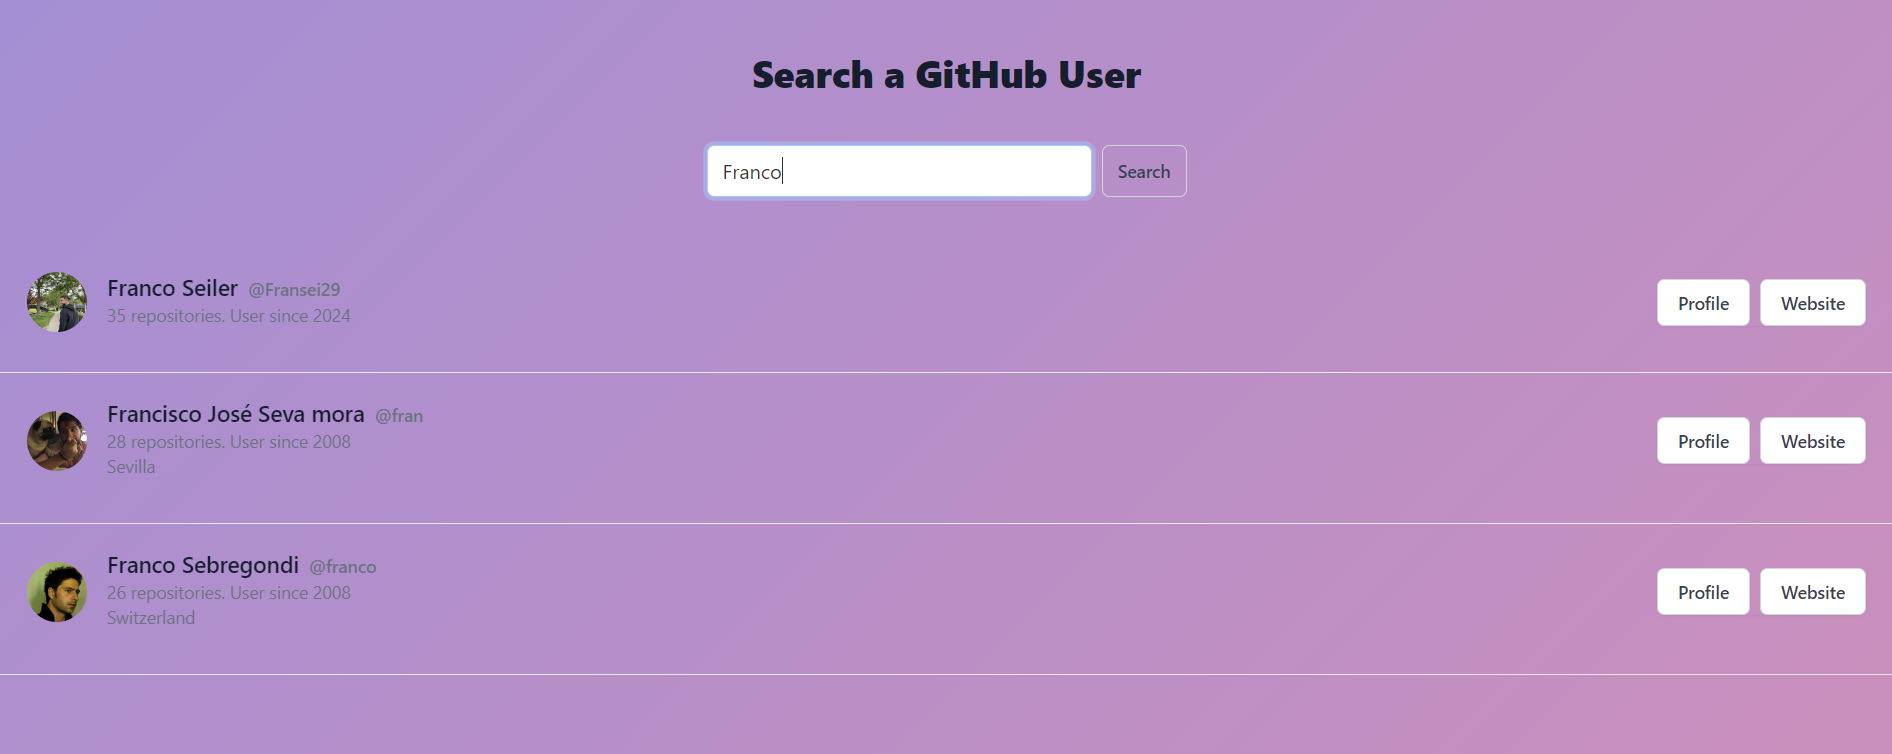 Search a GitHub User
Franco
Search
Franco Seiler @Fransei29
35 repositories. User since 2024
Profile
Website
Francisco José Seva mora @fran
28 repositories. User since 2008
Sevilla
Profile
Website
Franco Sebregondi @franco
26 repositories. User since 2008
Switzerland
Profile
Website